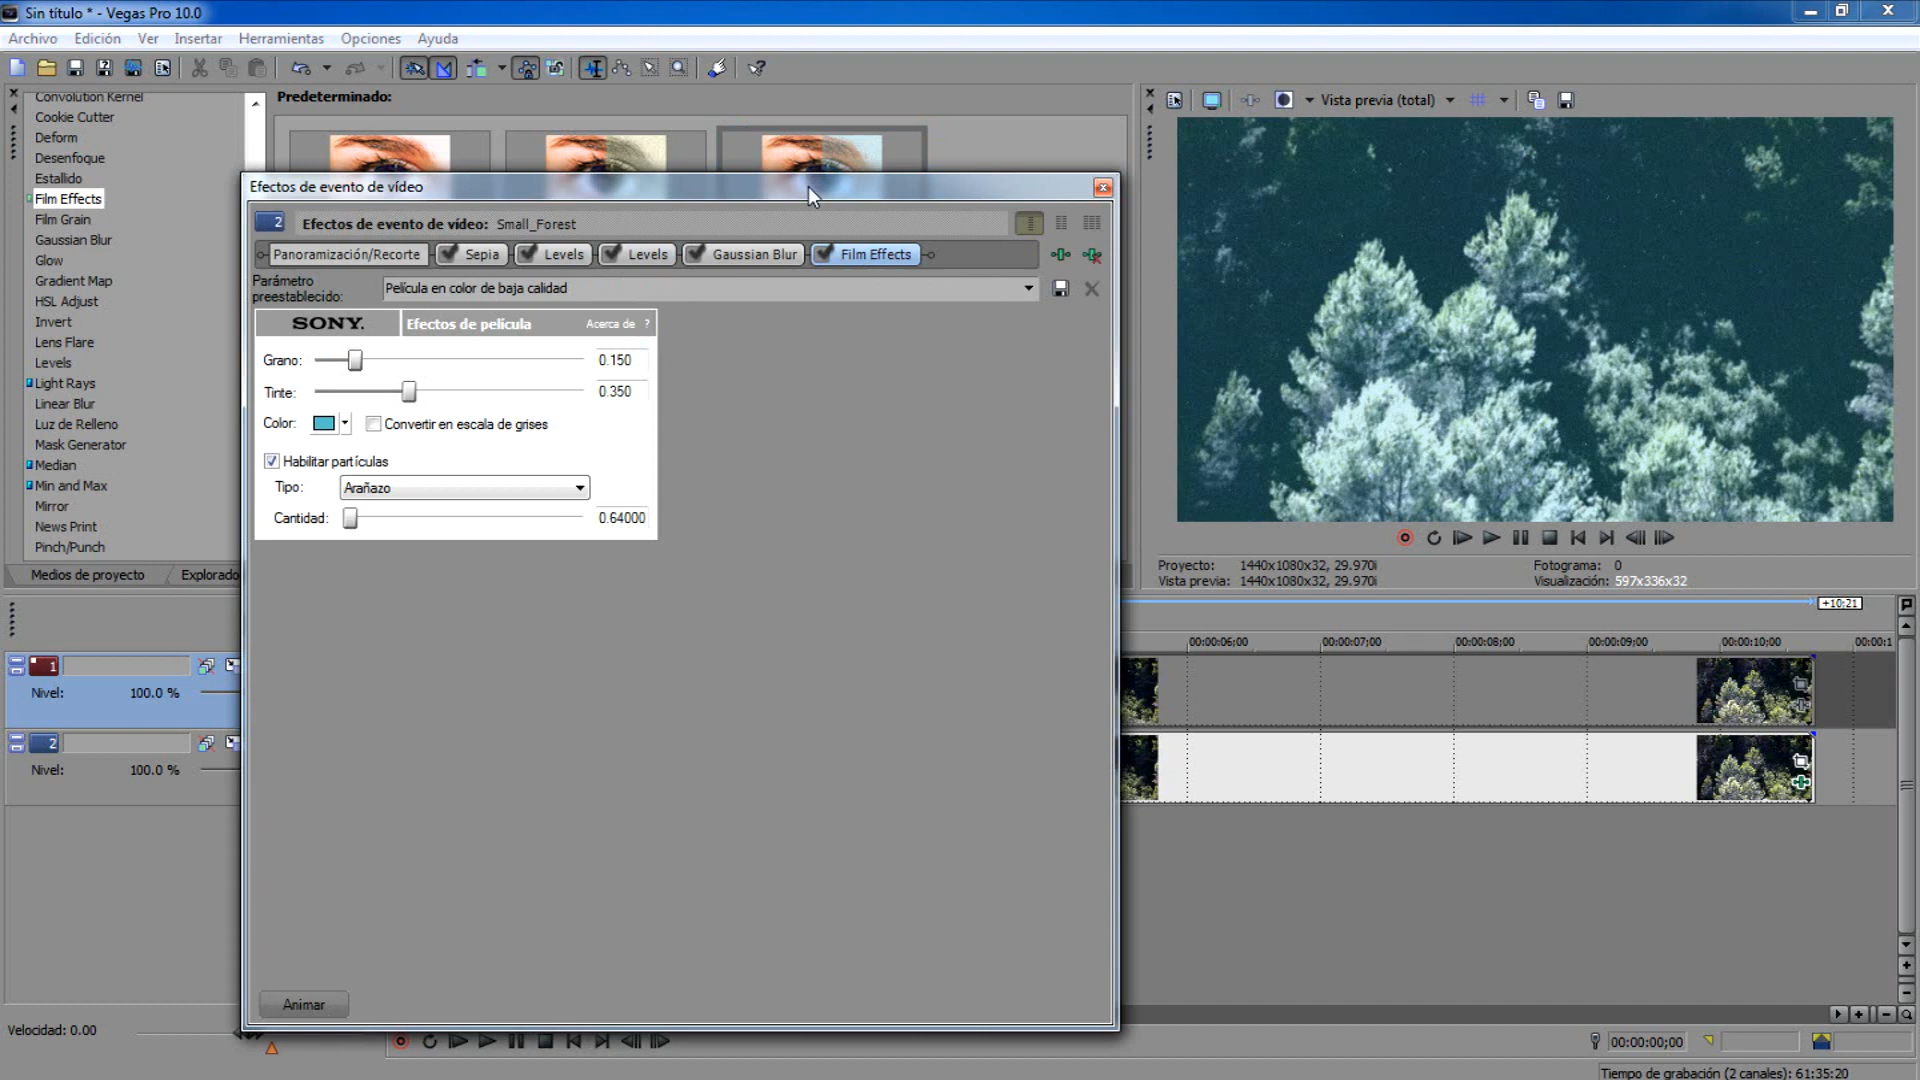 Sin título * - Vegas Pro 10.0
Archivo Edición Ver Insertar Herramientas Opciones Ayuda
Convolution Kernel
Cookie Cutter
Deform
Desenfoque
Estallido
Film Effects
Film Grain
Gaussian Blur
Glow
Gradient Map
HSL Adjust
Invert
Lens Flare
Levels
Light Rays
Linear Blur
Luz de Relleno
Mask Generator
Median
Min and Max
Mirror
News Print
Pinch/Punch
Medios de proyecto
Explorado
Predeterminado:
Efectos de evento de vídeo
2 Efectos de evento de vídeo: Small_Forest
Panoramización/Recorte Sepia Levels Levels Gaussian Blur Film Effects
Parámetro preestablecido: Película en color de baja calidad
SONY. Efectos de película Acerca de ?
Grano: 0.150
Tinte: 0.350
Color: Convertir en escala de grises
Habilitar partículas
Tipo: Arañazo
Cantidad: 0.64000
Animar
Vista previa (total)
Proyecto: 1440x1080x32, 29.970i Fotograma: 0
Vista previa: 1440x1080x32, 29.970i Visualización: 597x336x32
+10:21
00:00:06;00 00:00:07;00 00:00:08;00 00:00:09;00 00:00:10;00 00:00:1
1
Nivel: 100.0 %
2
Nivel: 100.0 %
Velocidad: 0.00
00:00:00;00
Tiempo de grabación (2 canales): 61:35:20